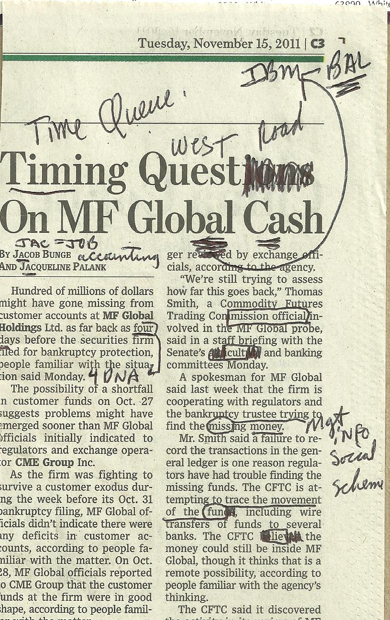 Tuesday, November 15, 2011 | C3
IBM - BAL
Time Queue.
West Road
Timing Questions
On MF Global Cash
JAC = JOB
accounting
BY JACOB BUNGE
AND JACQUELINE PALANK
Hundreds of millions of dollars
might have gone missing from
customer accounts at MF Global
Holdings Ltd. as far back as four
days before the securities firm
filed for bankruptcy protection,
people familiar with the situa-
tion said Monday.
4 DNA
The possibility of a shortfall
in customer funds on Oct. 27
suggests problems might have
emerged sooner than MF Global
officials initially indicated to
regulators and exchange opera-
tor CME Group Inc.
As the firm was fighting to
survive a customer exodus dur-
ing the week before its Oct. 31
bankruptcy filing, MF Global of-
ficials didn't indicate there were
any deficits in customer ac-
counts, according to people fa-
miliar with the matter. On Oct.
28, MF Global officials reported
to CME Group that the customer
funds at the firm were in good
shape, according to people famil-
iar with the matter.
ger reviewed by exchange offi-
cials, according to the agency.
"We're still trying to assess
how far this goes back," Thomas
Smith, a Commodity Futures
Trading Commission official in-
volved in the MF Global probe,
said in a staff briefing with the
Senate's and banking
committees Monday.
A spokesman for MF Global
said last week that the firm is
cooperating with regulators and
the bankruptcy trustee trying to
find the missing money.
Mgt. NFO
Social
Scheme
Mr. Smith said a failure to re-
cord the transactions in the gen-
eral ledger is one reason regula-
tors have had trouble finding the
missing funds. The CFTC is at-
tempting to trace the movement
of the funds, including wire
transfers of funds to several
banks. The CFTC believes the
money could still be inside MF
Global, though it thinks that is a
remote possibility, according to
people familiar with the agency's
thinking.
The CFTC said it discovered